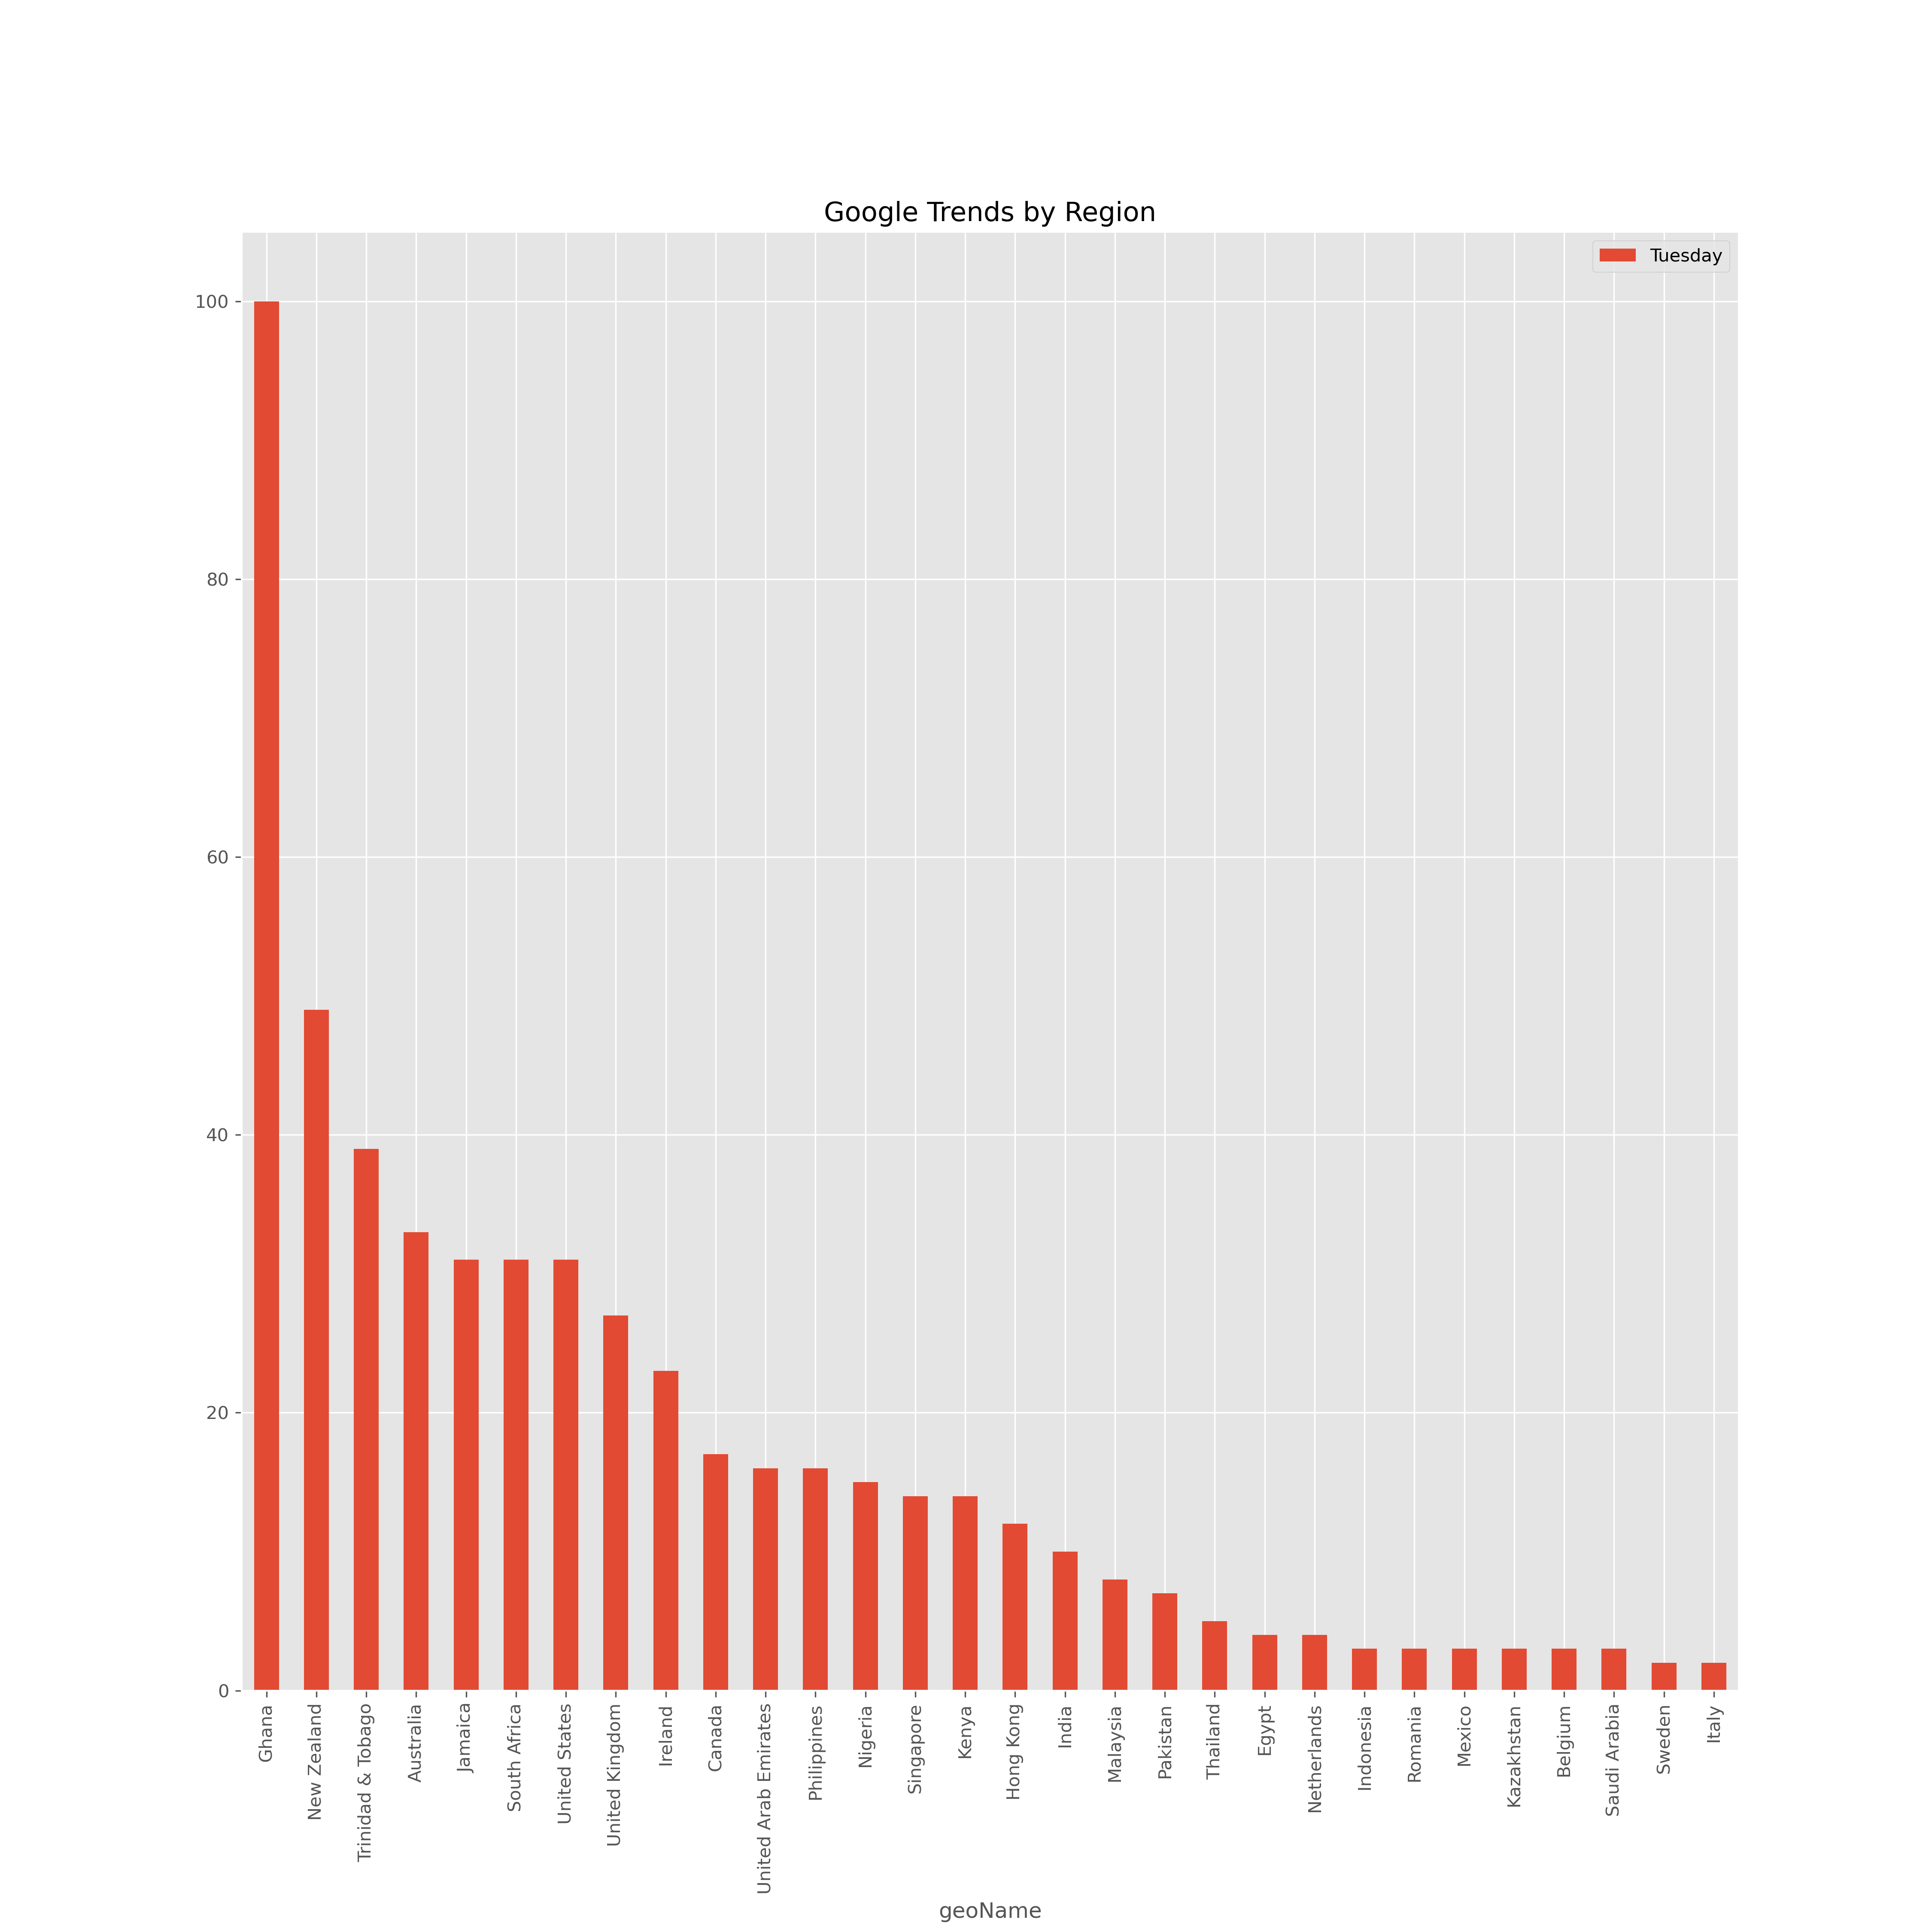 Google Trends by Region
Tuesday
100
80
60
40
20
0
Ghana
New Zealand
Trinidad & Tobago
Australia
Jamaica
South Africa
United States
United Kingdom
Ireland
Canada
United Arab Emirates
Philippines
Nigeria
Singapore
Kenya
Hong Kong
India
Malaysia
Pakistan
Thailand
Egypt
Netherlands
Indonesia
Romania
Mexico
Kazakhstan
Belgium
Saudi Arabia
Sweden
Italy
geoName